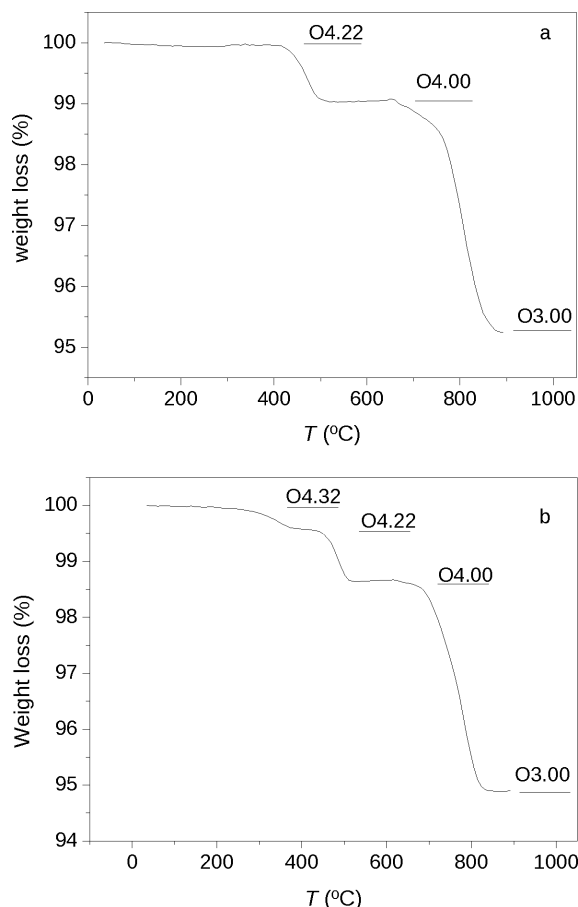 a
O4.22
O4.00
O3.00
100
99
98
97
96
95
weight loss (%)
0 200 400 600 800 1000
T (ºC)
b
O4.32
O4.22
O4.00
O3.00
100
99
98
97
96
95
94
Weight loss (%)
0 200 400 600 800 1000
T (ºC)